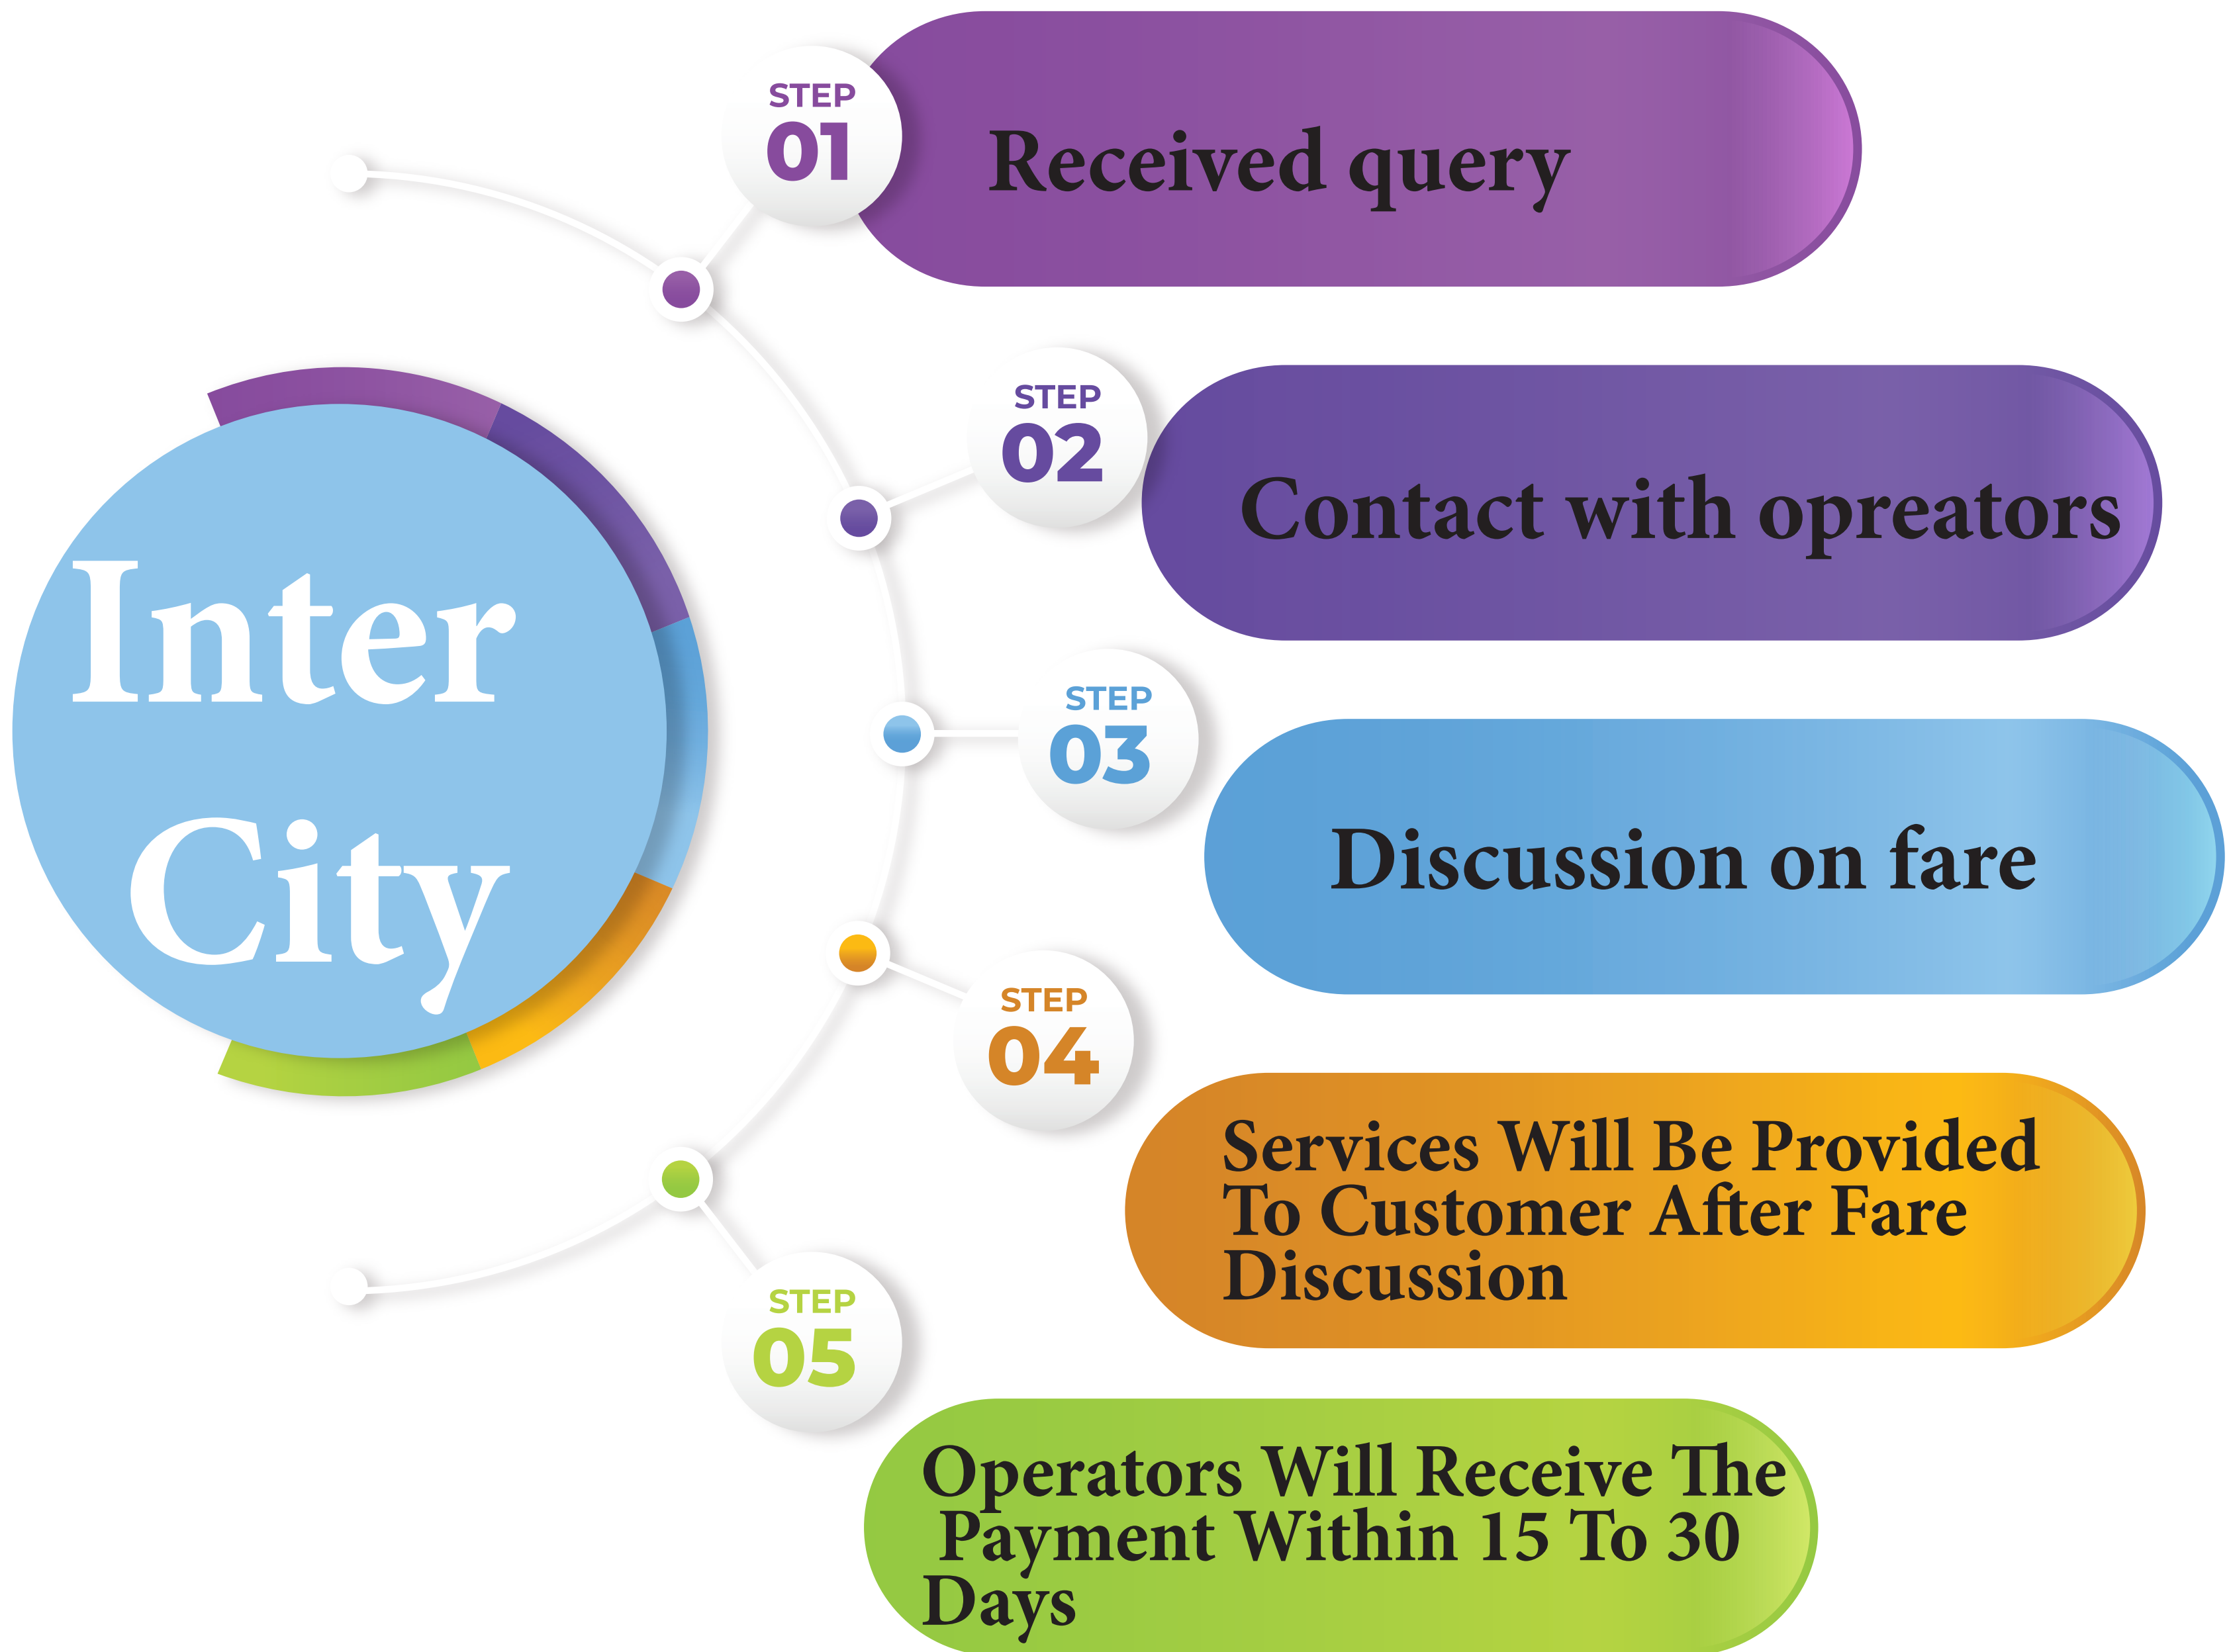 Inter
City
STEP
01
Received query
STEP
02
Contact with opreators
STEP
03
Discussion on fare
STEP
04
Services Will Be Provided
To Customer After Fare
Discussion
STEP
05
Operators Will Receive The
Payment Within 15 To 30
Days